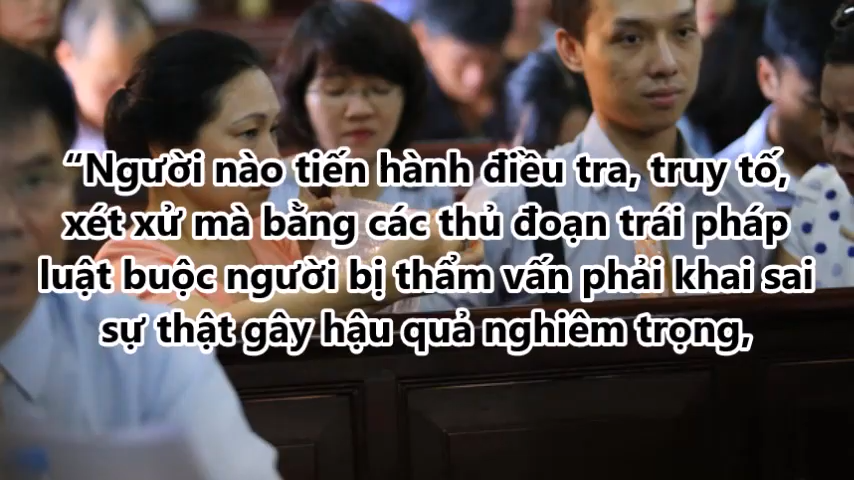 “Người nào tiến hành điều tra, truy tố,
xét xử mà bằng các thủ đoạn trái pháp
luật buộc người bị thẩm vấn phải khai sai
sự thật gây hậu quả nghiêm trọng,